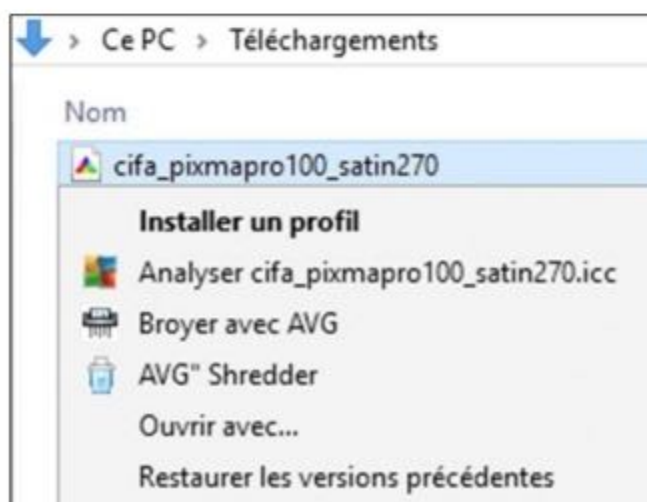 Ce PC > Téléchargements
Nom
cifa_pixmapro100_satin270
Installer un profil
Analyser cifa_pixmapro100_satin270.icc
Broyer avec AVG
AVG" Shredder
Ouvrir avec...
Restaurer les versions précédentes